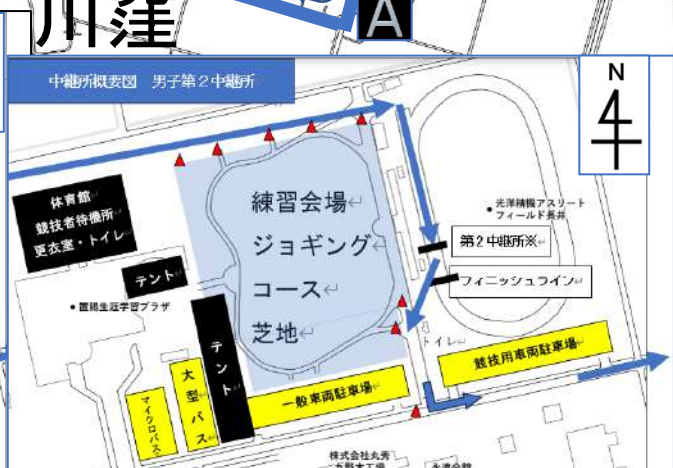 川窪
A
中継所概要図 男子第２中継所
N
体育館
競技者待機所
更衣室・トイレ
練習会場
ジョギング
コース
芝地
光洋精機アスリート
フィールド長井
第２中継所※
フィニッシュライン
テント
置賜生涯学習プラザ
テント
トイレ
競技用車両駐車場
大型バス
マイクロバス
一般車両駐車場
株式会社丸秀